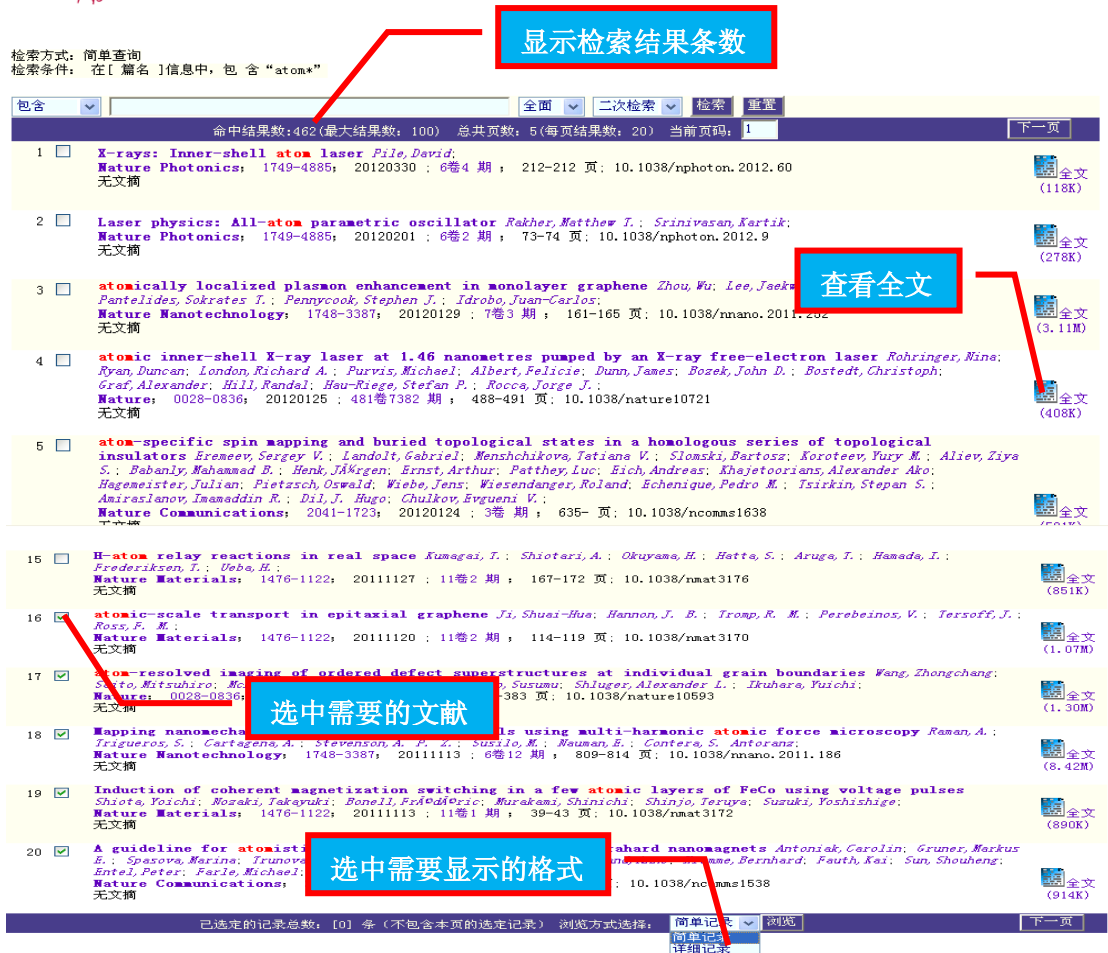 显示检索结果条数
检索方式：简单查询
检索条件： 在[ 篇名 ]信息中，包 含 “atom*”
包含 全面 二次检索 检索 重置
命中结果数:462(最大结果数： 100) 总共页数： 5(每页结果数： 20) 当前页码： 1 下一页
1 X-rays: Inner-shell atom laser Pile,David;
Nature Photonics; 1749-4885; 20120330 ; 6卷4 期 ; 212-212 页; 10.1038/nphoton.2012.60
无文摘
全文
(118K)
2 Laser physics: All-atom parametric oscillator Rakher,Matthew T.; Srinivasan,Kartik;
Nature Photonics; 1749-4885; 20120201 ; 6卷2 期 ; 73-74 页; 10.1038/nphoton.2012.9
无文摘
全文
(278K)
查看全文
3 atomically localized plasmon enhancement in monolayer graphene Zhou,Wu; Lee,Jaekw
Pantelides,Sokrates T.; Pennycook,Stephen J.; Idrobo,Juan-Carlos;
Nature Nanotechnology; 1748-3387; 20120129 ; 7卷3 期 ; 161-165 页; 10.1038/nnano.2011.252
无文摘
全文
(3.11M)
4 atomic inner-shell X-ray laser at 1.46 nanometres pumped by an X-ray free-electron laser Rohringer,Nina;
Ryan,Duncan; London,Richard A.; Purvis,Michael; Albert,Felicie; Dunn,James; Bozek,John D.; Bostedt,Christoph;
Graf,Alexander; Hill,Randal; Hau-Riege,Stefan P.; Rocca,Jorge J.;
Nature; 0028-0836; 20120125 ; 481卷7382 期 ; 488-491 页; 10.1038/nature10721
无文摘
全文
(408K)
5 atom-specific spin mapping and buried topological states in a homologous series of topological
insulators Eremeev,Sergey V.; Landolt,Gabriel; Menshchikova,Tatiana V.; Slomski,Bartosz; Koroteev,Yury M.; Aliev,Ziya
S.; Babanly,Mahammad B.; Henk,JÃ¼rgen; Ernst,Arthur; Patthey,Luc; Eich,Andreas; Khajetoorians,Alexander Ako;
Hagemeister,Julian; Pietzsch,Oswald; Wiebe,Jens; Wiesendanger,Roland; Echenique,Pedro M.; Tsirkin,Stepan S.;
Amiraslanov,Imamaddin R.; Dil,J. Hugo; Chulkov,Evgueni V.;
Nature Communications; 2041-1723; 20120124 ; 3卷 期 ; 635- 页; 10.1038/ncomms1638
无文摘
全文
15 H-atom relay reactions in real space Kumagai,T.; Shiotari,A.; Okuyama,H.; Hatta,S.; Aruga,T.; Hamada,I.;
Frederiksen,T.; Ueba,H.;
Nature Materials; 1476-1122; 20111127 ; 11卷2 期 ; 167-172 页; 10.1038/nmat3176
无文摘
全文
(851K)
16 atomic-scale transport in epitaxial graphene Ji,Shuai-Hua; Hannon,J. B.; Tromp,R. M.; Perebeinos,V.; Tersoff,J.;
Ross,F. M.;
Nature Materials; 1476-1122; 20111120 ; 11卷2 期 ; 114-119 页; 10.1038/nmat3170
无文摘
全文
(1.07M)
17 atom-resolved imaging of ordered defect superstructures at individual grain boundaries Wang,Zhongchang;
Saito,Mitsuhiro; Mc Susumu; Shluger,Alexander L.; Ikuhara,Yuichi;
Nature; 0028-0836; -383 页; 10.1038/nature10593
无文摘
全文
(1.30M)
选中需要的文献
18 Mapping nanomecha ls using multi-harmonic atomic force microscopy Raman,A.;
Trigueros,S.; Cartagena,A.; Stevenson,A. P. Z.; Susilo,M.; Nauman,E.; Contera,S. Antoranz;
Nature Nanotechnology; 1748-3387; 20111113 ; 6卷12 期 ; 809-814 页; 10.1038/nnano.2011.186
无文摘
全文
(8.42M)
19 Induction of coherent magnetization switching in a few atomic layers of FeCo using voltage pulses
Shiota,Yoichi; Nozaki,Takayuki; Bonell,FrÃ©dÃ©ric; Murakami,Shinichi; Shinjo,Teruya; Suzuki,Yoshishige;
Nature Materials; 1476-1122; 20111113 ; 11卷1 期 ; 39-43 页; 10.1038/nmat3172
无文摘
全文
(890K)
20 A guideline for atomisti rahard nanomagnets Antoniak,Carolin; Gruner,Markus
E.; Spasova,Marina; Trunova Bernhard; Fauth,Kai; Sun,Shouheng;
Entel,Peter; Farle,Michael;
Nature Communications; 页; 10.1038/ncomms1538
无文摘
全文
(914K)
选中需要显示的格式
已选定的记录总数： [0] 条（不包含本页的选定记录） 浏览方式选择： 简单记录 浏览 下一页
简单记录
详细记录